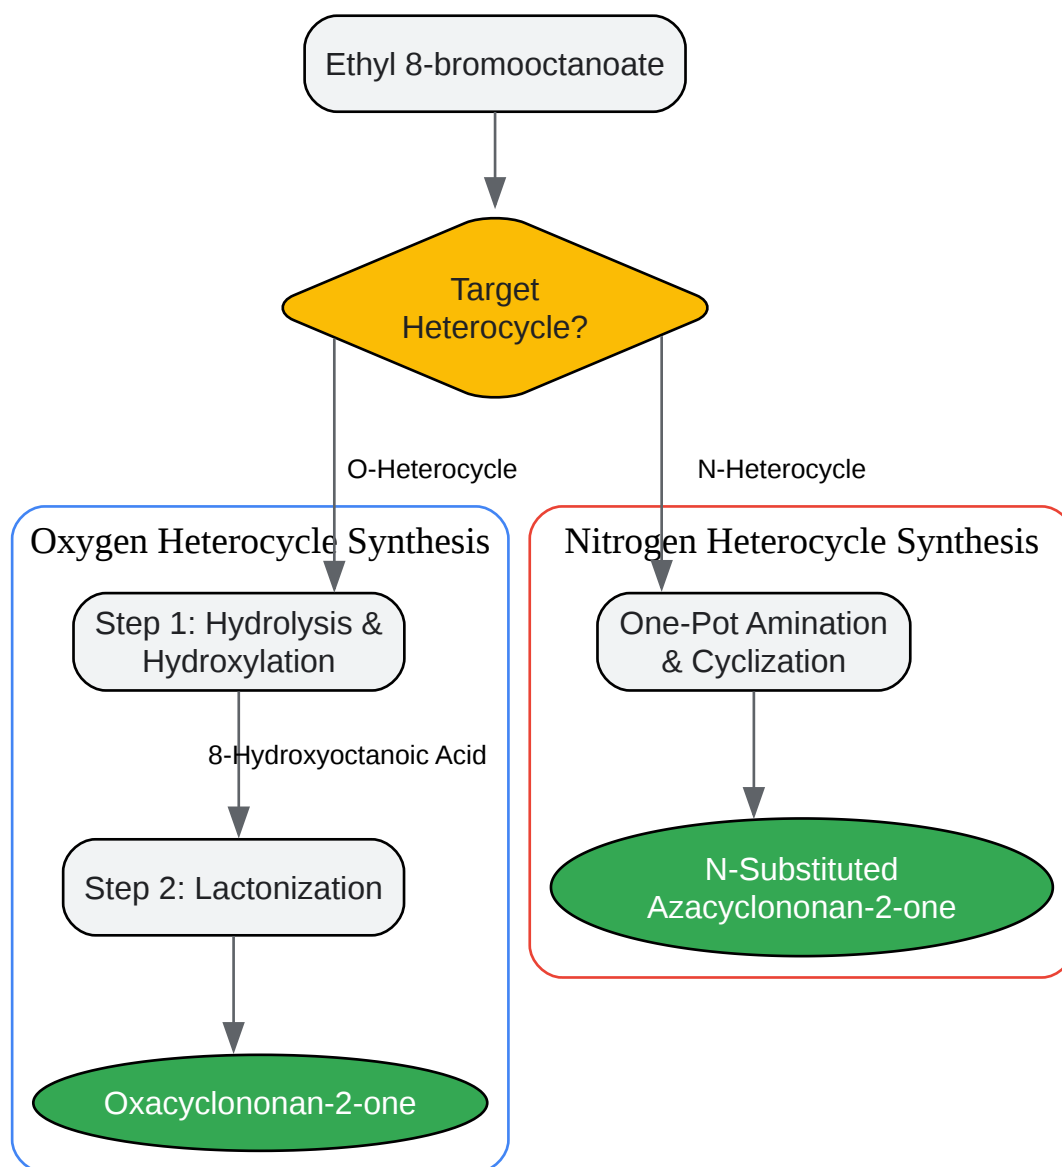 Ethyl 8-bromooctanoate
Target
Heterocycle?
O-Heterocycle
N-Heterocycle
Oxygen Heterocycle Synthesis
Step 1: Hydrolysis &
Hydroxylation
8-Hydroxyoctanoic Acid
Step 2: Lactonization
Oxacyclononan-2-one
Nitrogen Heterocycle Synthesis
One-Pot Amination
& Cyclization
N-Substituted
Azacyclononan-2-one